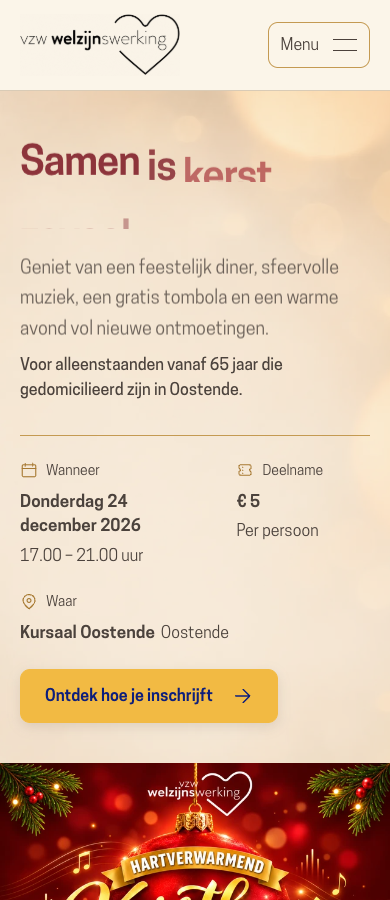 vzw welzijnswerking
Menu
Samen is kerst
Geniet van een feestelijk diner, sfeervolle
muziek, een gratis tombola en een warme
avond vol nieuwe ontmoetingen.
Voor alleenstaanden vanaf 65 jaar die
gedomicilieerd zijn in Oostende.
Wanneer
Donderdag 24
december 2026
17.00 – 21.00 uur
Deelname
€ 5
Per persoon
Waar
Kursaal Oostende Oostende
Ontdek hoe je inschrijft
vzw
welzijnswerking
HARTVERWARMEND